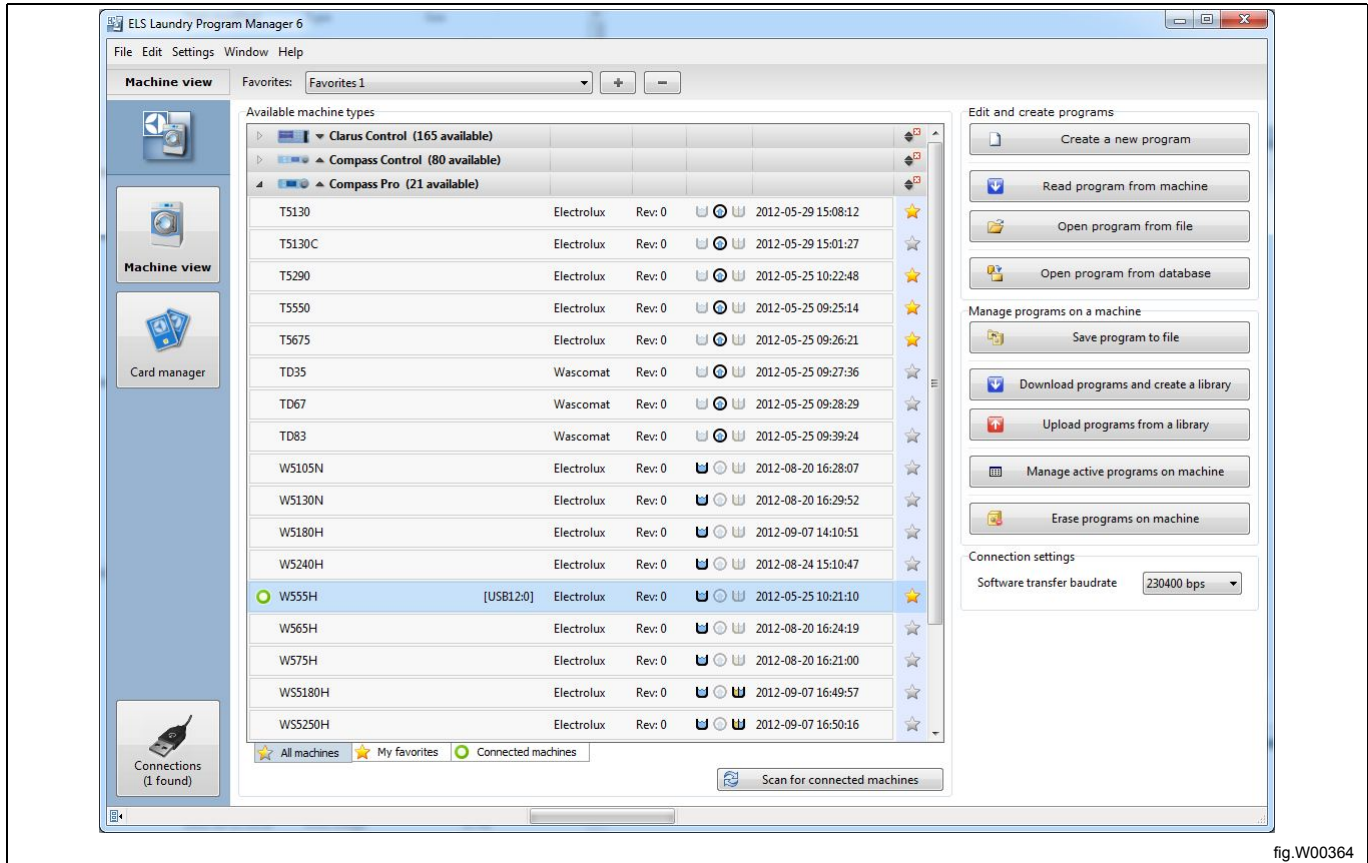 ELS Laundry Program Manager 6
File Edit Settings Window Help
Machine view Favorites: Favorites 1 + -
Available machine types
Clarus Control (165 available)
Compass Control (80 available)
Compass Pro (21 available)
T5130 Electrolux Rev: 0 2012-05-29 15:08:12
T5130C Electrolux Rev: 0 2012-05-29 15:01:27
T5290 Electrolux Rev: 0 2012-05-25 10:22:48
T5550 Electrolux Rev: 0 2012-05-25 09:25:14
T5675 Electrolux Rev: 0 2012-05-25 09:26:21
TD35 Wascomat Rev: 0 2012-05-25 09:27:36
TD67 Wascomat Rev: 0 2012-05-25 09:28:29
TD83 Wascomat Rev: 0 2012-05-25 09:39:24
W5105N Electrolux Rev: 0 2012-08-20 16:28:07
W5130N Electrolux Rev: 0 2012-08-20 16:29:52
W5180H Electrolux Rev: 0 2012-09-07 14:10:51
W5240H Electrolux Rev: 0 2012-08-24 15:10:47
W555H [USB12:0] Electrolux Rev: 0 2012-05-25 10:21:10
W565H Electrolux Rev: 0 2012-08-20 16:24:19
W575H Electrolux Rev: 0 2012-08-20 16:21:00
WS5180H Electrolux Rev: 0 2012-09-07 16:49:57
WS5250H Electrolux Rev: 0 2012-09-07 16:50:16
All machines My favorites Connected machines
Scan for connected machines
Machine view
Card manager
Connections
(1 found)
Edit and create programs
Create a new program
Read program from machine
Open program from file
Open program from database
Manage programs on a machine
Save program to file
Download programs and create a library
Upload programs from a library
Manage active programs on machine
Erase programs on machine
Connection settings
Software transfer baudrate 230400 bps
fig.W00364